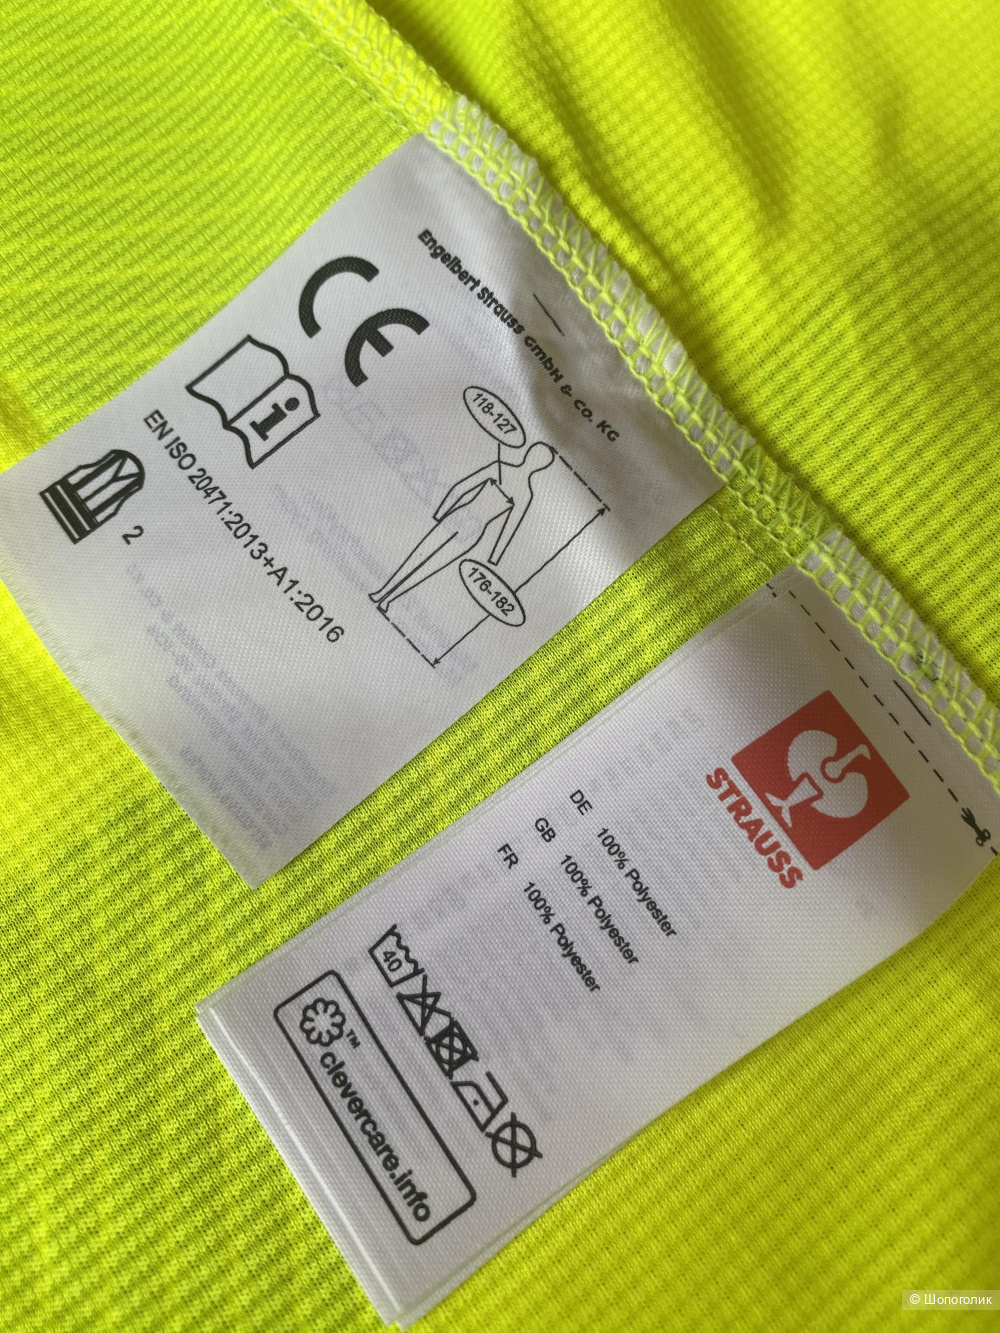 Engelbert Strauss GmbH & Co. KG
CE
118-127
176-182
i
EN ISO 20471:2013+A1:2016
2
STRAUSS
DE 100% Polyester
GB 100% Polyester
FR 100% Polyester
40
™
clevercare.info
© Шопоголик